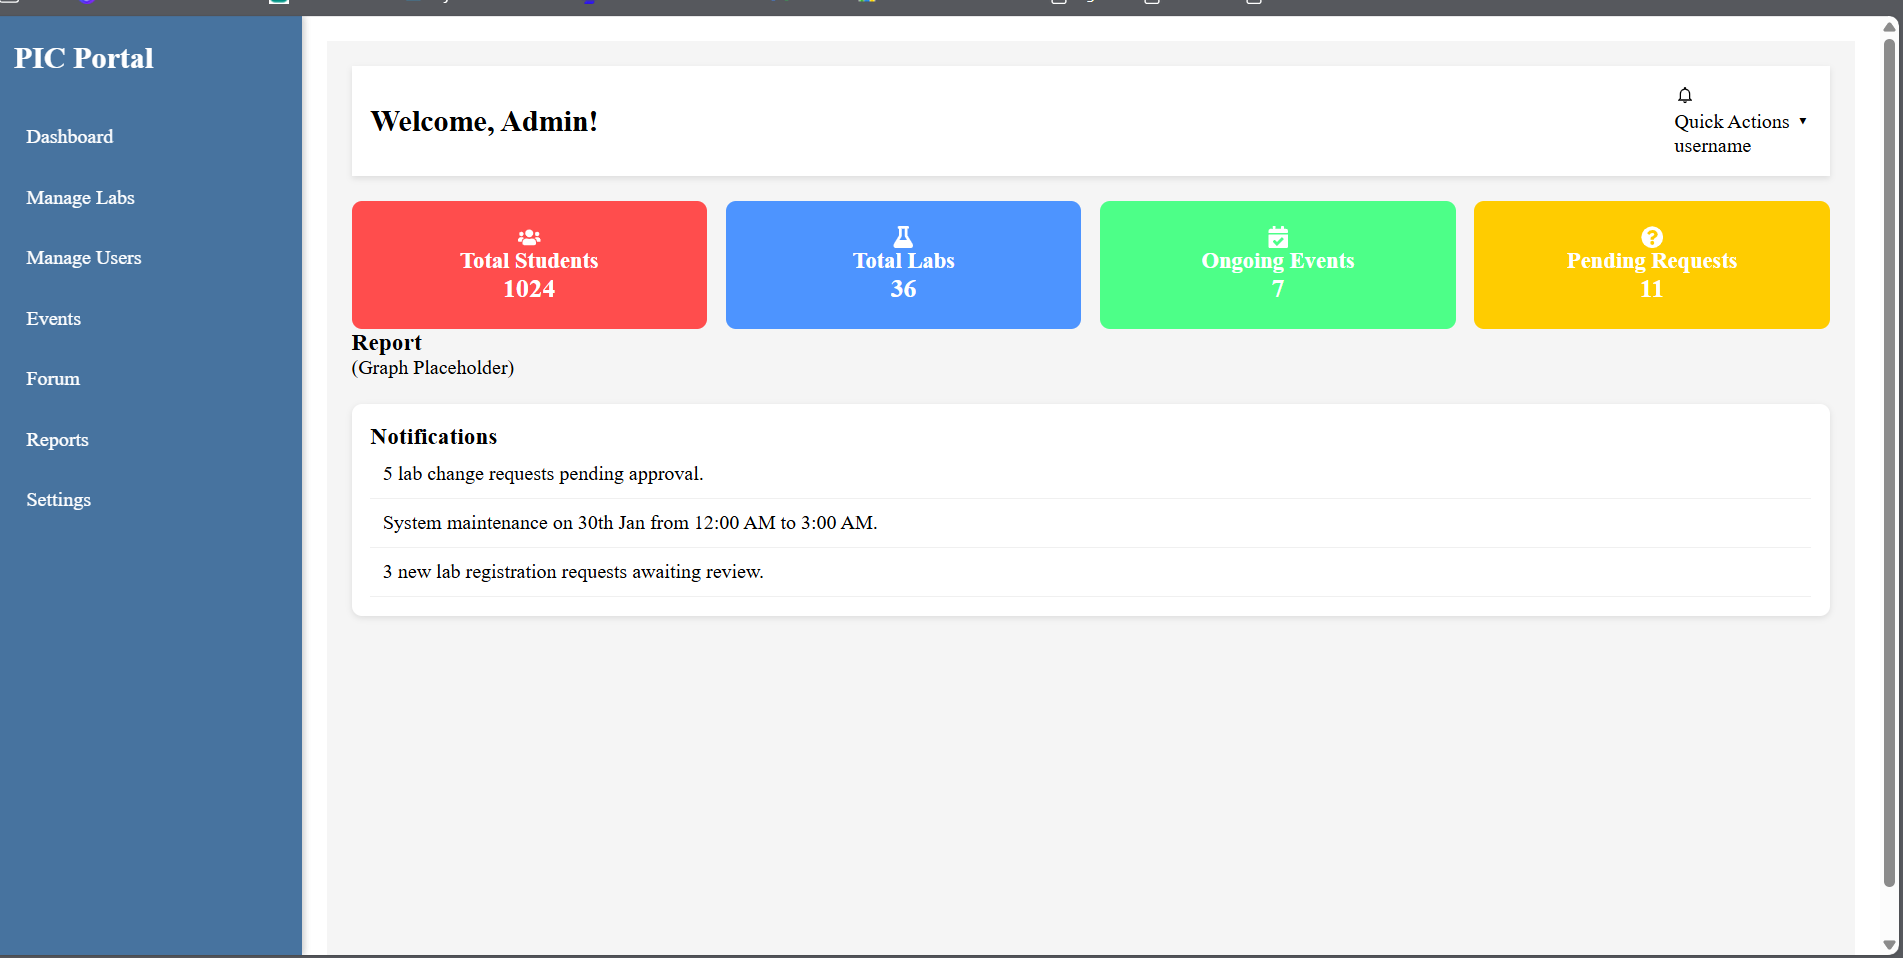 PIC Portal
Dashboard
Manage Labs
Manage Users
Events
Forum
Reports
Settings
Welcome, Admin!
Quick Actions ▼
username
Total Students
1024
Total Labs
36
Ongoing Events
7
Pending Requests
11
Report
(Graph Placeholder)
Notifications
5 lab change requests pending approval.
System maintenance on 30th Jan from 12:00 AM to 3:00 AM.
3 new lab registration requests awaiting review.